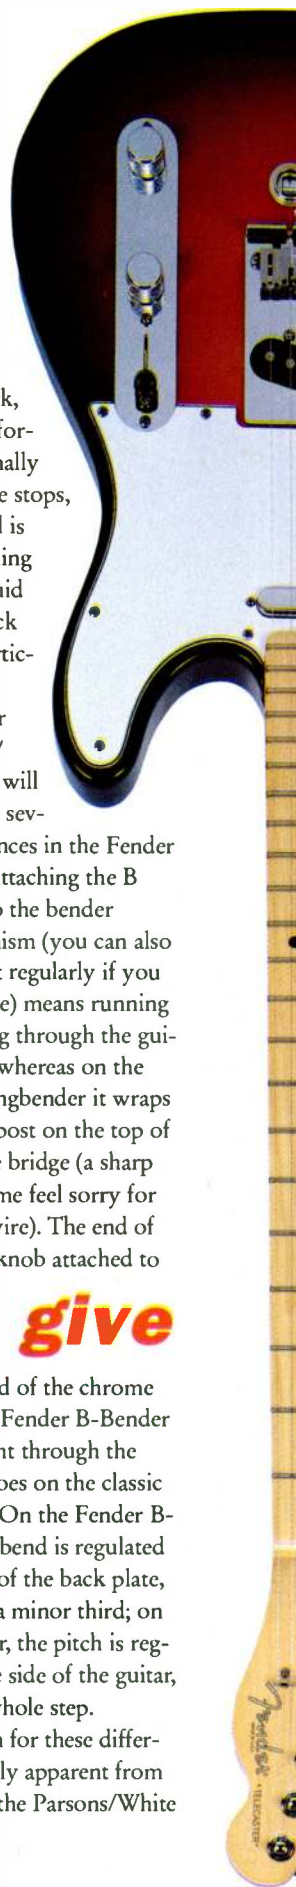 k,
for-
nally
e stops,
l is
ing
uid
ck
rtic-
r
/
will
sev-
nces in the Fender
ttaching the B
o the bender
nism (you can also
t regularly if you
e) means running
g through the gui-
whereas on the
ngbender it wraps
post on the top of
e bridge (a sharp
me feel sorry for
wire). The end of
knob attached to
give
d of the chrome
Fender B-Bender
nt through the
oes on the classic
On the Fender B-
bend is regulated
of the back plate,
a minor third; on
r, the pitch is reg-
e side of the guitar,
whole step.
n for these differ-
ly apparent from
the Parsons/White
Fender
TELECASTER